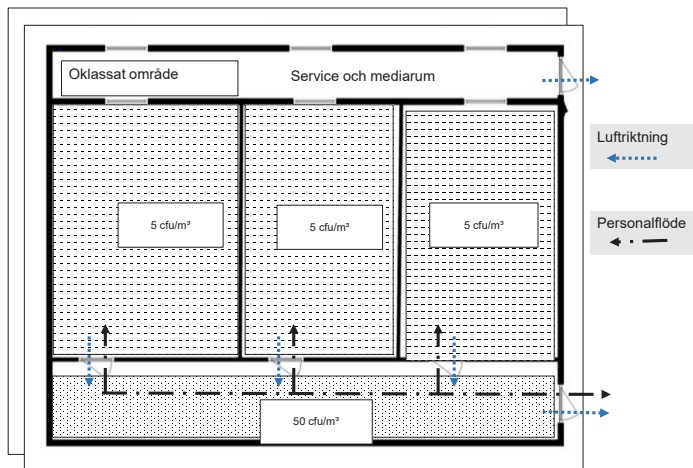 Oklassat område
Service och mediarum
Luftriktning
5 cfu/m³
5 cfu/m³
5 cfu/m³
Personalflöde
50 cfu/m³